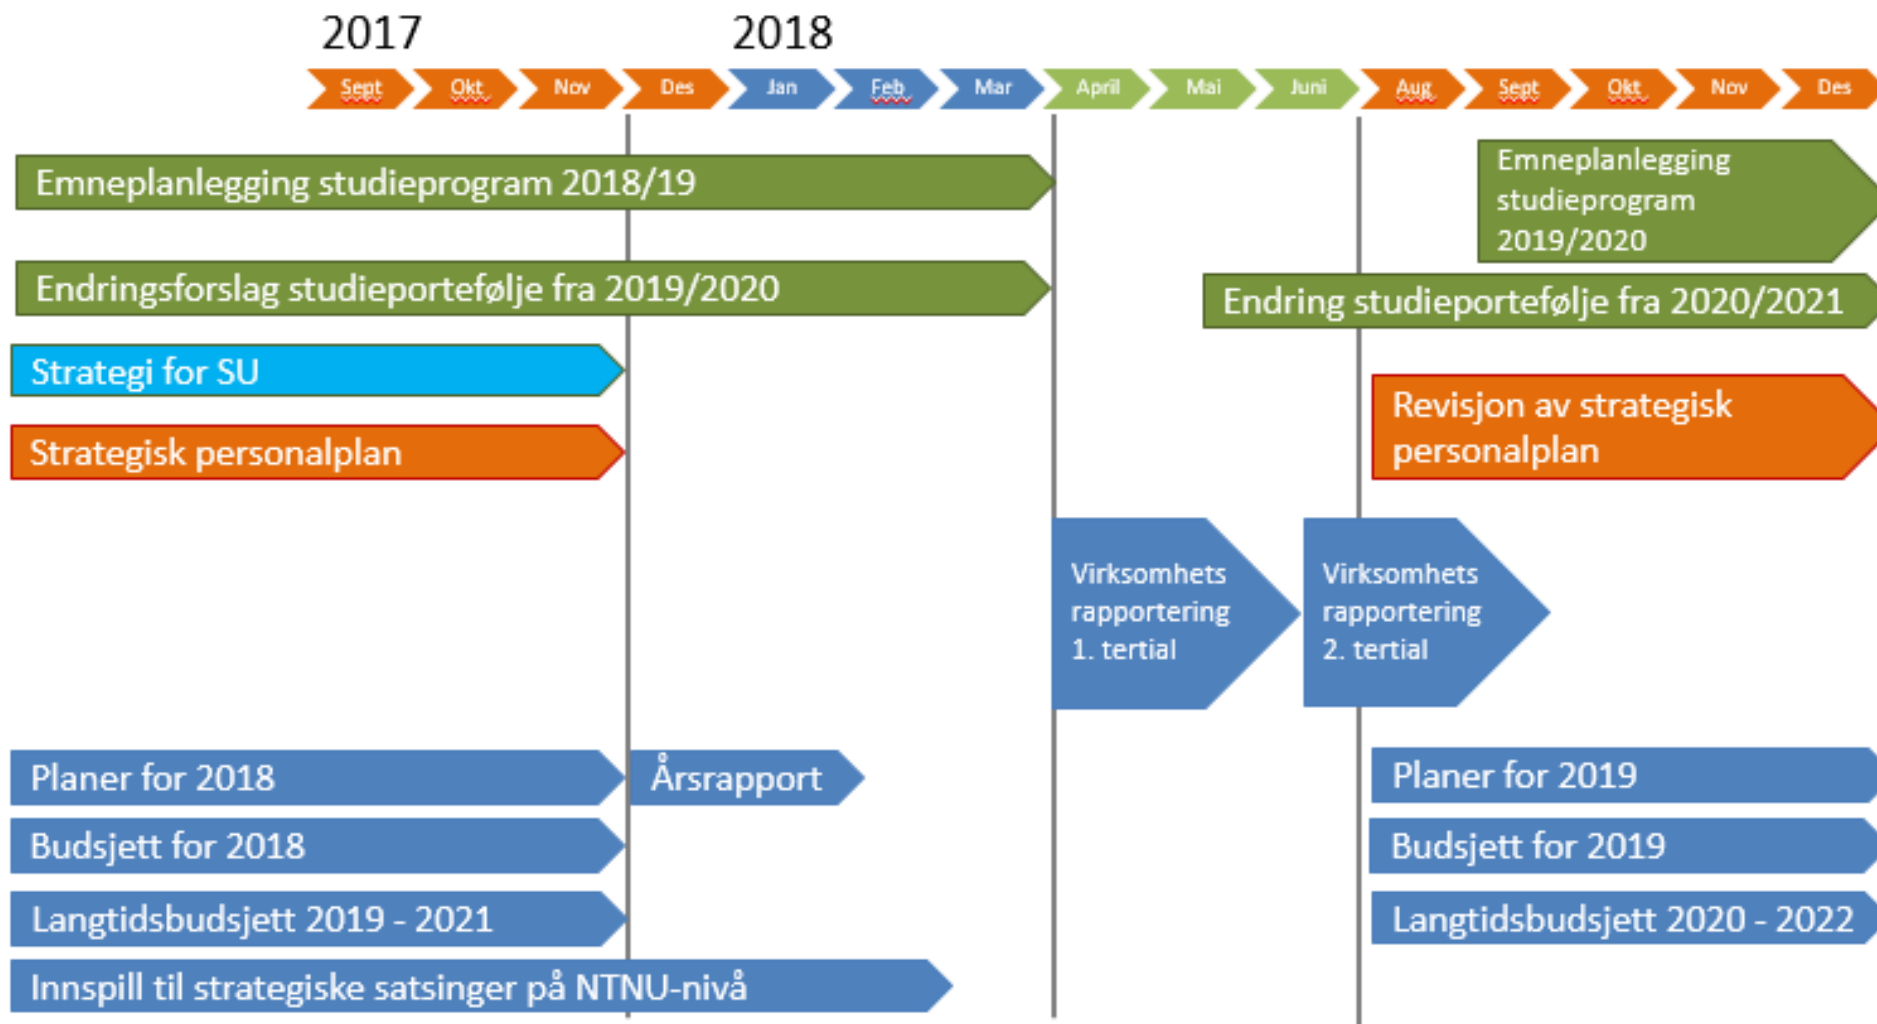 2017
2018
Sept
Okt
Nov
Des
Jan
Feb
Mar
April
Mai
Juni
Aug
Sept
Okt
Nov
Des
Emneplanlegging studieprogram 2018/19
Emneplanlegging
studieprogram
2019/2020
Endringsforslag studieportefølje fra 2019/2020
Endring studieportefølje fra 2020/2021
Strategi for SU
Strategisk personalplan
Revisjon av strategisk
personalplan
Virksomhets
rapportering
1. tertial
Virksomhets
rapportering
2. tertial
Planer for 2018
Årsrapport
Planer for 2019
Budsjett for 2018
Budsjett for 2019
Langtidsbudsjett 2019 - 2021
Langtidsbudsjett 2020 - 2022
Innspill til strategiske satsinger på NTNU-nivå